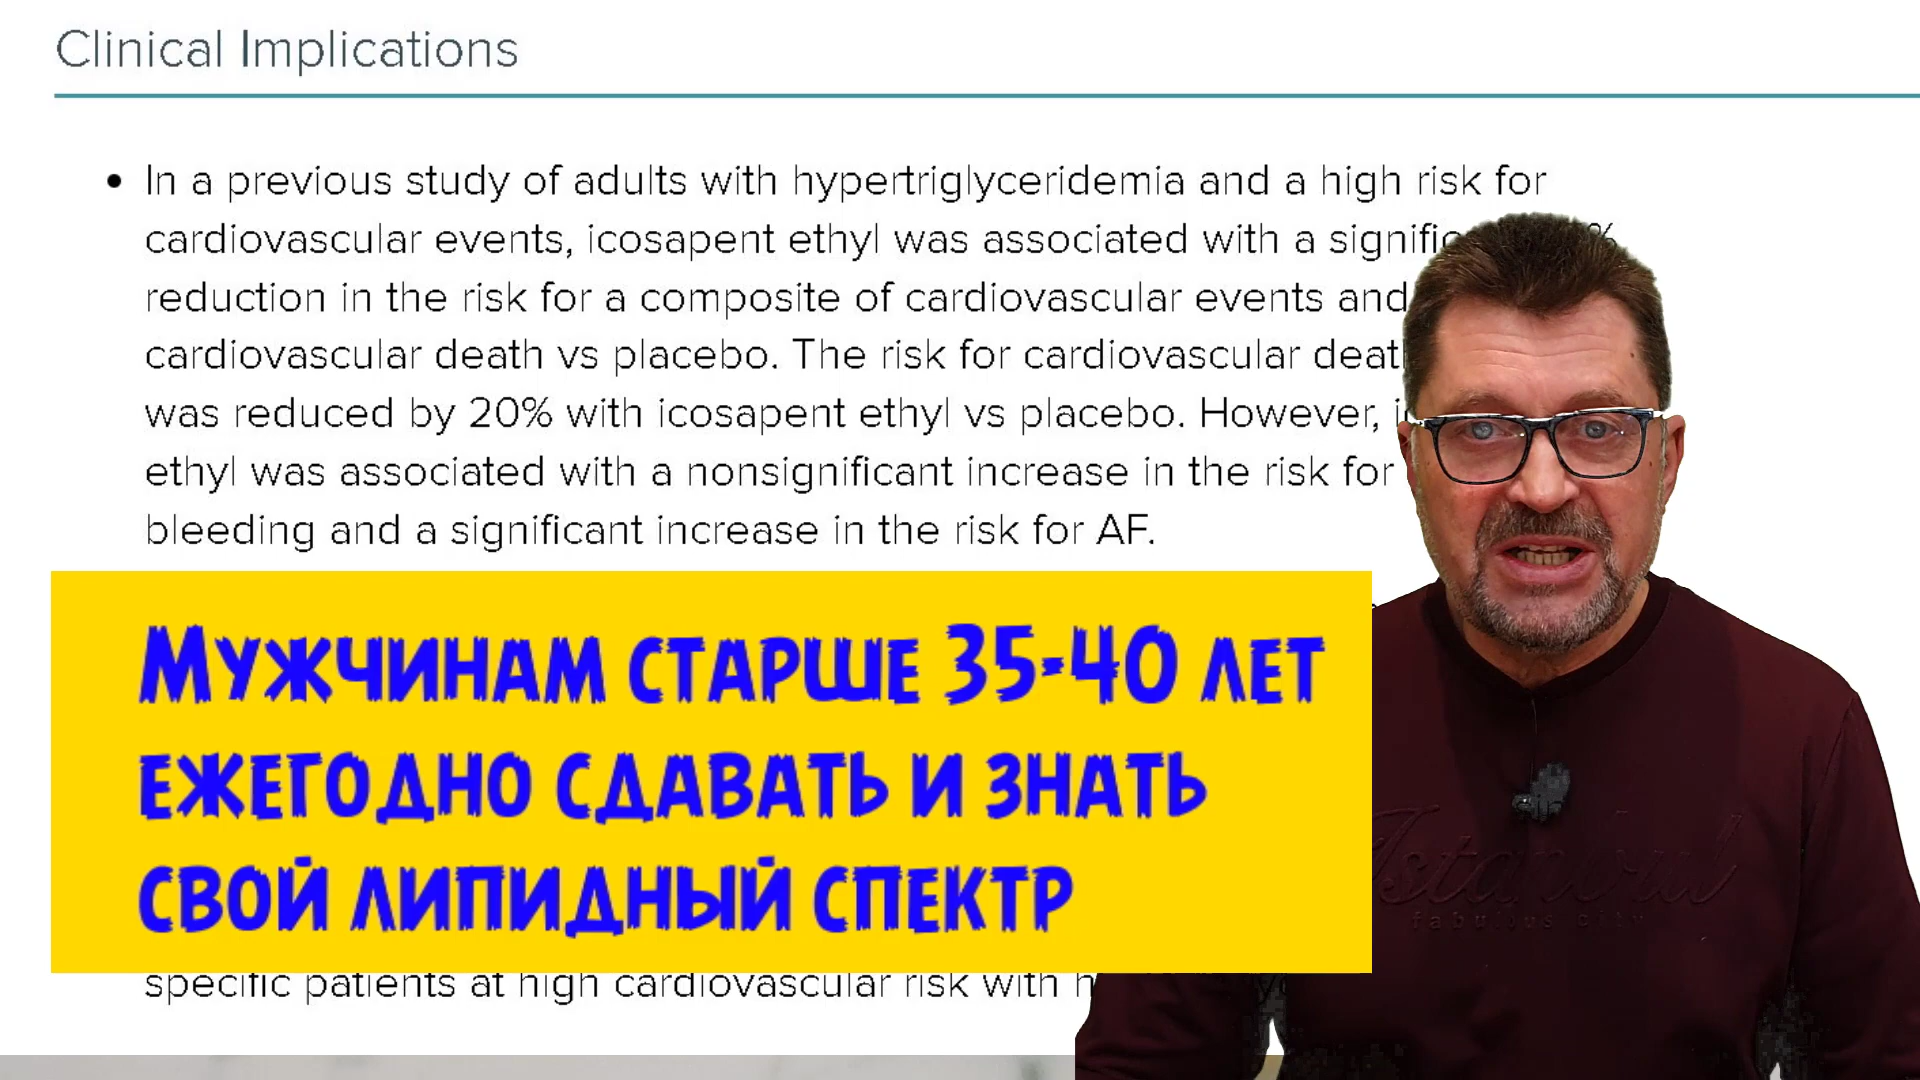 Clinical Implications
• In a previous study of adults with hypertriglyceridemia and a high risk for
cardiovascular events, icosapent ethyl was associated with a %
reduction in the risk for a composite of cardiovascular events and
cardiovascular death vs placebo. The risk for cardiovascular
was reduced by 20% with icosapent ethyl vs placebo. However,
ethyl was associated with a nonsignificant increase in the risk for
bleeding and a significant increase in the risk for AF.
Мужчинам старше 35-40 лет
ежегодно сдавать и знать
свой липидный спектр
specific patients at high cardiovascular risk with
Istanbul
fabulous city